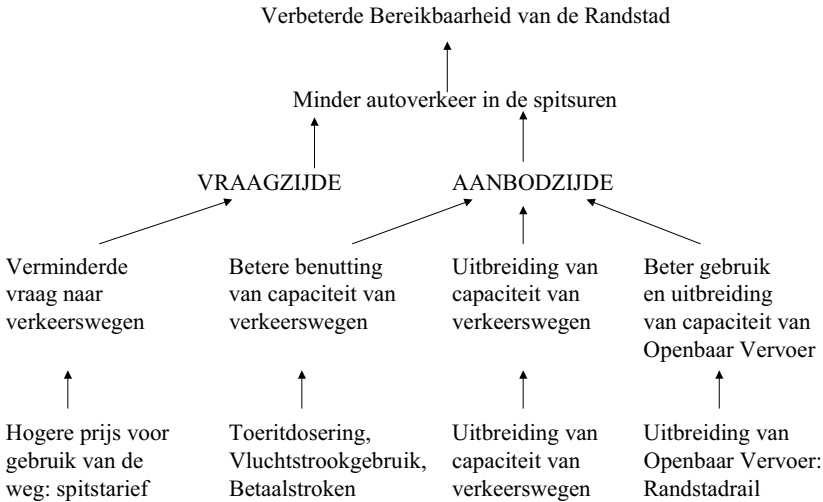 Verbeterde Bereikbaarheid van de Randstad
Minder autoverkeer in de spitsuren
VRAAGZIJDE
AANBODZIJDE
Verminderde
vraag naar
verkeerswegen
Betere benutting
van capaciteit van
verkeerswegen
Uitbreiding van
capaciteit van
verkeerswegen
Beter gebruik
en uitbreiding
van capaciteit van
Openbaar Vervoer
Hogere prijs voor
gebruik van de
weg: spitstarief
Toeritdosering,
Vluchtstrookgebruik,
Betaalstroken
Uitbreiding van
capaciteit van
verkeerswegen
Uitbreiding van
Openbaar Vervoer:
Randstadrail